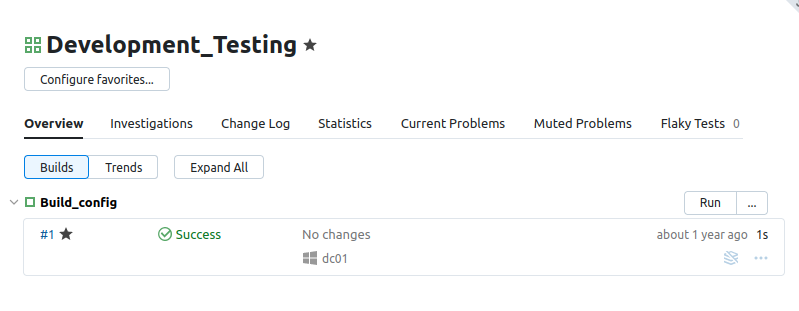 Development_Testing
Configure favorites...
Overview Investigations Change Log Statistics Current Problems Muted Problems Flaky Tests 0
Builds Trends Expand All
Build_config Run ...
#1 Success No changes about 1 year ago 1s
dc01